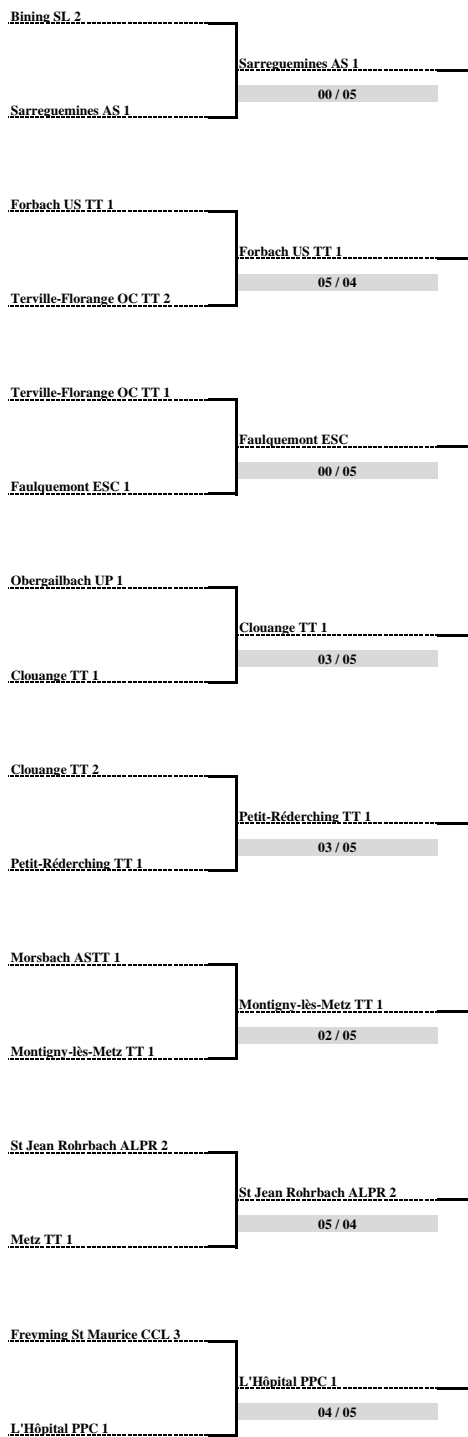 Bining SL 2
Sarreguemines AS 1
00 / 05
Sarreguemines AS 1
Forbach US TT 1
Forbach US TT 1
05 / 04
Terville-Florange OC TT 2
Terville-Florange OC TT 1
Faulquemont ESC
00 / 05
Faulquemont ESC 1
Obergailbach UP 1
Clouange TT 1
03 / 05
Clouange TT 1
Clouange TT 2
Petit-Réderching TT 1
03 / 05
Petit-Réderching TT 1
Morsbach ASTT 1
Montigny-lès-Metz TT 1
02 / 05
Montigny-lès-Metz TT 1
St Jean Rohrbach ALPR 2
St Jean Rohrbach ALPR 2
05 / 04
Metz TT 1
Freyming St Maurice CCL 3
L'Hôpital PPC 1
04 / 05
L'Hôpital PPC 1